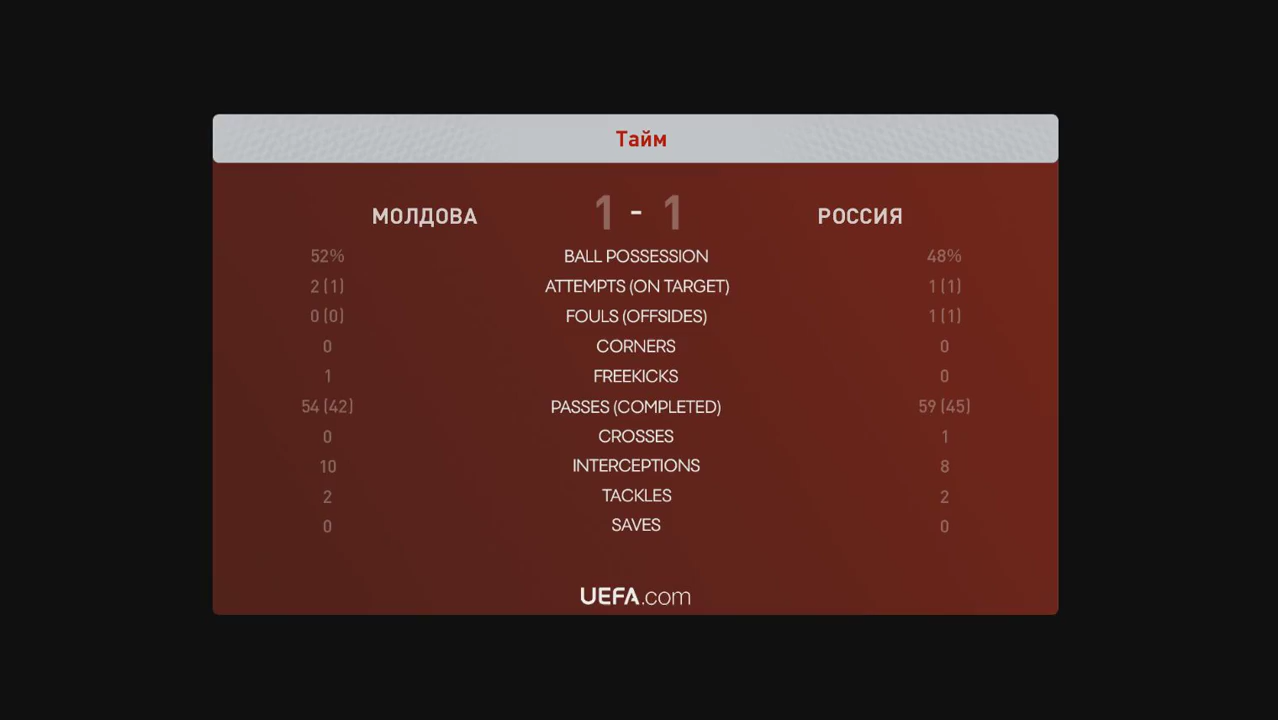 Тайм
МОЛДОВА 1 - 1 РОССИЯ
52% BALL POSSESSION 48%
2 (1) ATTEMPTS (ON TARGET) 1 (1)
0 (0) FOULS (OFFSIDES) 1 (1)
0 CORNERS 0
1 FREEKICKS 0
54 (42) PASSES (COMPLETED) 59 (45)
0 CROSSES 1
10 INTERCEPTIONS 8
2 TACKLES 2
0 SAVES 0
UEFA.com